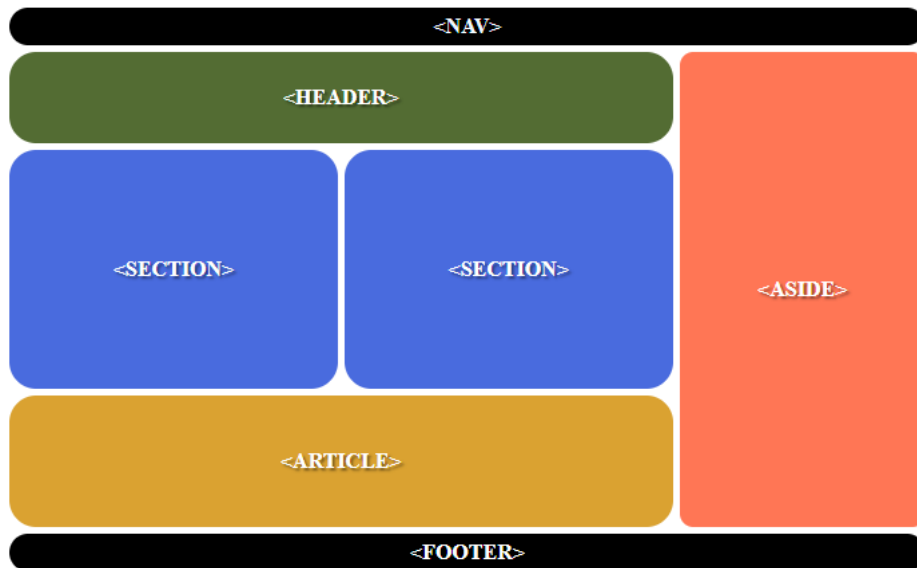 <NAV>
<HEADER>
<SECTION>
<SECTION>
<ASIDE>
<ARTICLE>
<FOOTER>